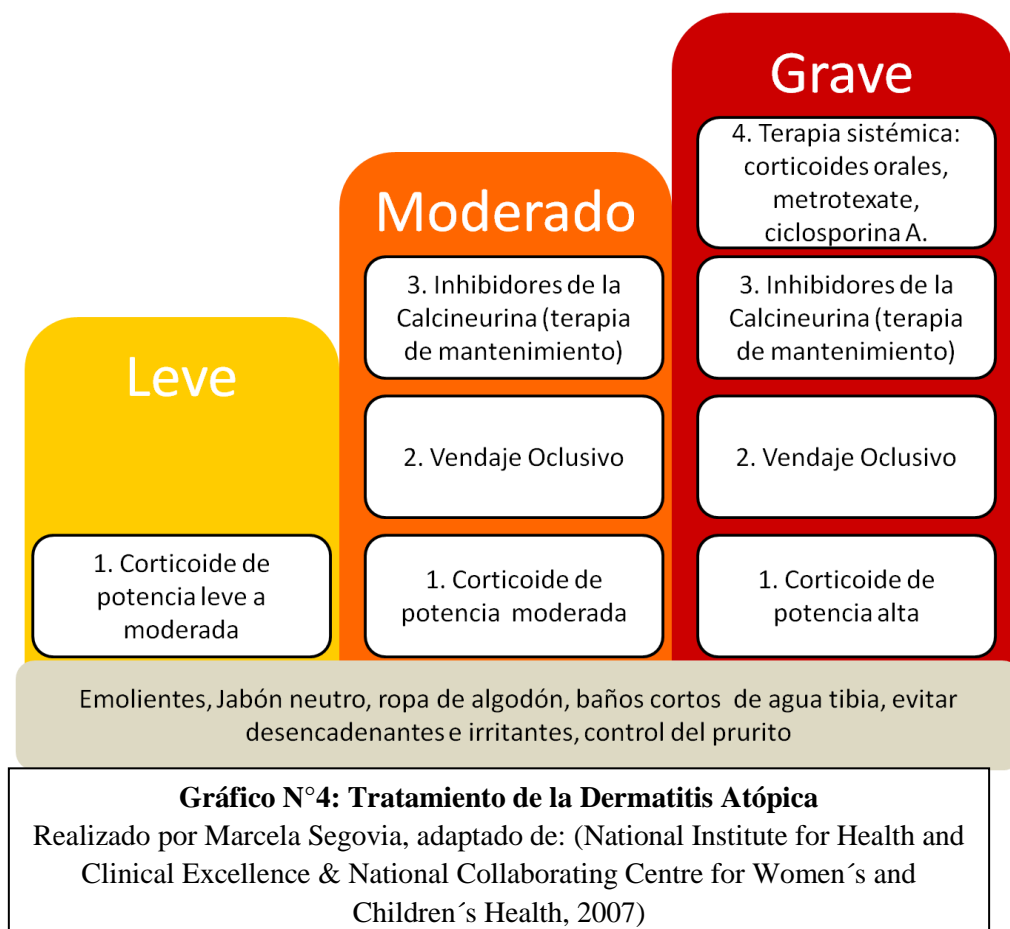 Leve
1. Corticoide de
potencia leve a
moderada
Moderado
3. Inhibidores de la
Calcineurina (terapia
de mantenimiento)
2. Vendaje Oclusivo
1. Corticoide de
potencia moderada
Grave
4. Terapia sistémica:
corticoides orales,
metrotexate,
ciclosporina A.
3. Inhibidores de la
Calcineurina (terapia
de mantenimiento)
2. Vendaje Oclusivo
1. Corticoide de
potencia alta
Emolientes, Jabón neutro, ropa de algodón, baños cortos de agua tibia, evitar
desencadenantes e irritantes, control del prurito
Gráfico N°4: Tratamiento de la Dermatitis Atópica
Realizado por Marcela Segovia, adaptado de: (National Institute for Health and
Clinical Excellence & National Collaborating Centre for Women´s and
Children´s Health, 2007)